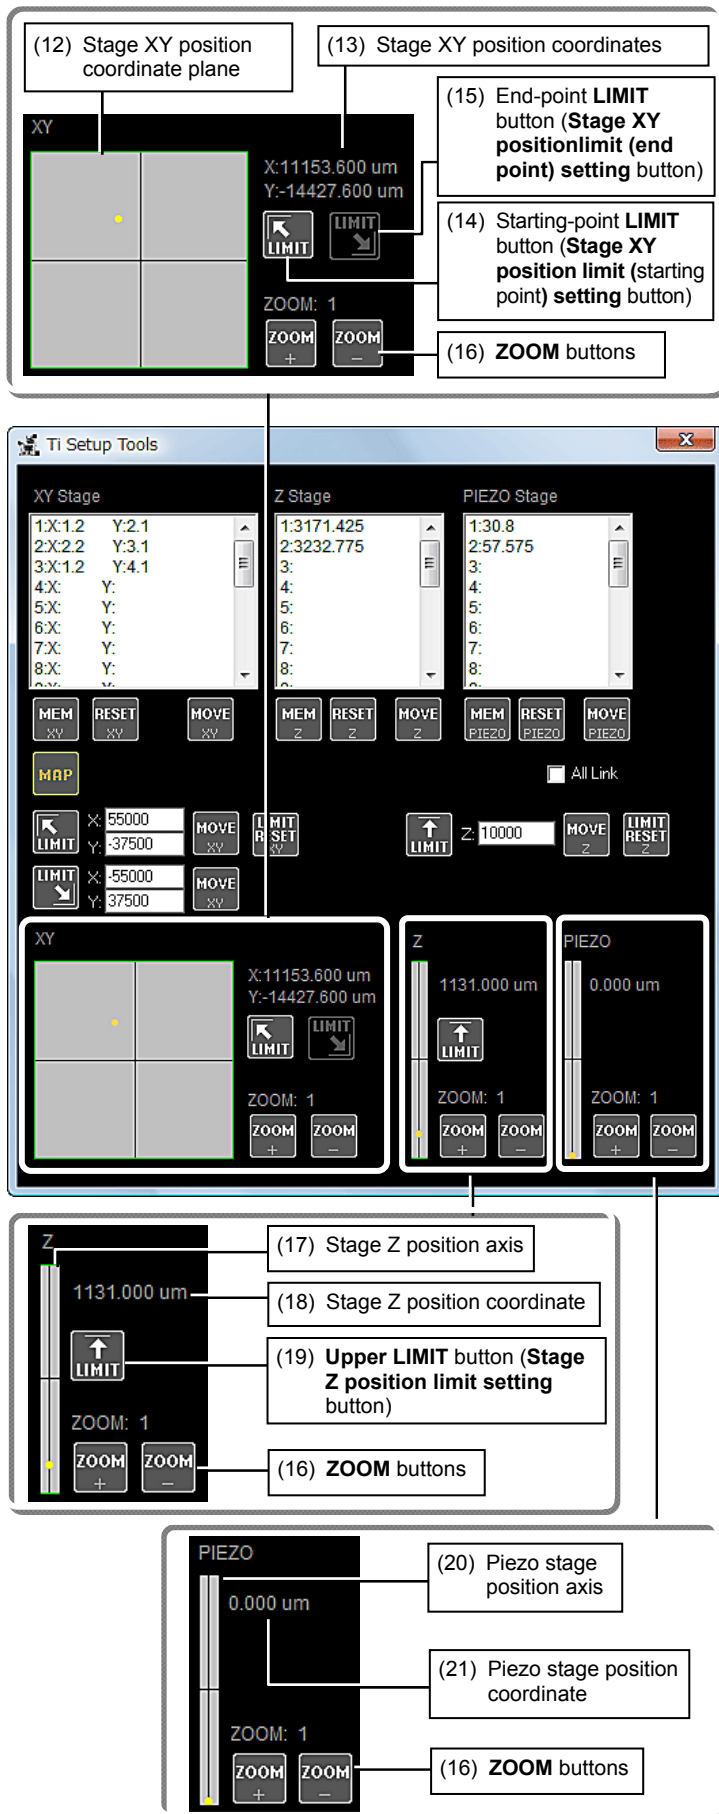 (12) Stage XY position
coordinate plane
(13) Stage XY position coordinates
(15) End-point LIMIT
button (Stage XY
positionlimit (end
point) setting button)
(14) Starting-point LIMIT
button (Stage XY
position limit (starting
point) setting button)
(16) ZOOM buttons
XY
X:11153.600 um
Y:-14427.600 um
LIMIT LIMIT
ZOOM: 1
ZOOM + ZOOM −
Ti Setup Tools
XY Stage
1:X:1.2 Y:2.1
2:X:2.2 Y:3.1
3:X:1.2 Y:4.1
4:X: Y:
5:X: Y:
6:X: Y:
7:X: Y:
8:X: Y:
Z Stage
1:3171.425
2:3232.775
3:
4:
5:
6:
7:
8:
PIEZO Stage
1:30.8
2:57.575
3:
4:
5:
6:
7:
8:
MEM XY RESET XY MOVE XY
MEM Z RESET Z MOVE Z
MEM PIEZO RESET PIEZO MOVE PIEZO
MAP
All Link
LIMIT X: 55000
Y: -37500
MOVE XY
LIMIT RESET XY
LIMIT Z: 10000 MOVE Z LIMIT RESET Z
LIMIT X: -55000
Y: 37500
MOVE XY
XY
X:11153.600 um
Y:-14427.600 um
LIMIT LIMIT
ZOOM: 1
ZOOM + ZOOM −
Z
1131.000 um
LIMIT
ZOOM: 1
ZOOM + ZOOM −
PIEZO
0.000 um
ZOOM: 1
ZOOM + ZOOM −
Z
1131.000 um
LIMIT
ZOOM: 1
ZOOM + ZOOM −
(17) Stage Z position axis
(18) Stage Z position coordinate
(19) Upper LIMIT button (Stage
Z position limit setting
button)
(16) ZOOM buttons
PIEZO
0.000 um
ZOOM: 1
ZOOM + ZOOM −
(20) Piezo stage
position axis
(21) Piezo stage position
coordinate
(16) ZOOM buttons